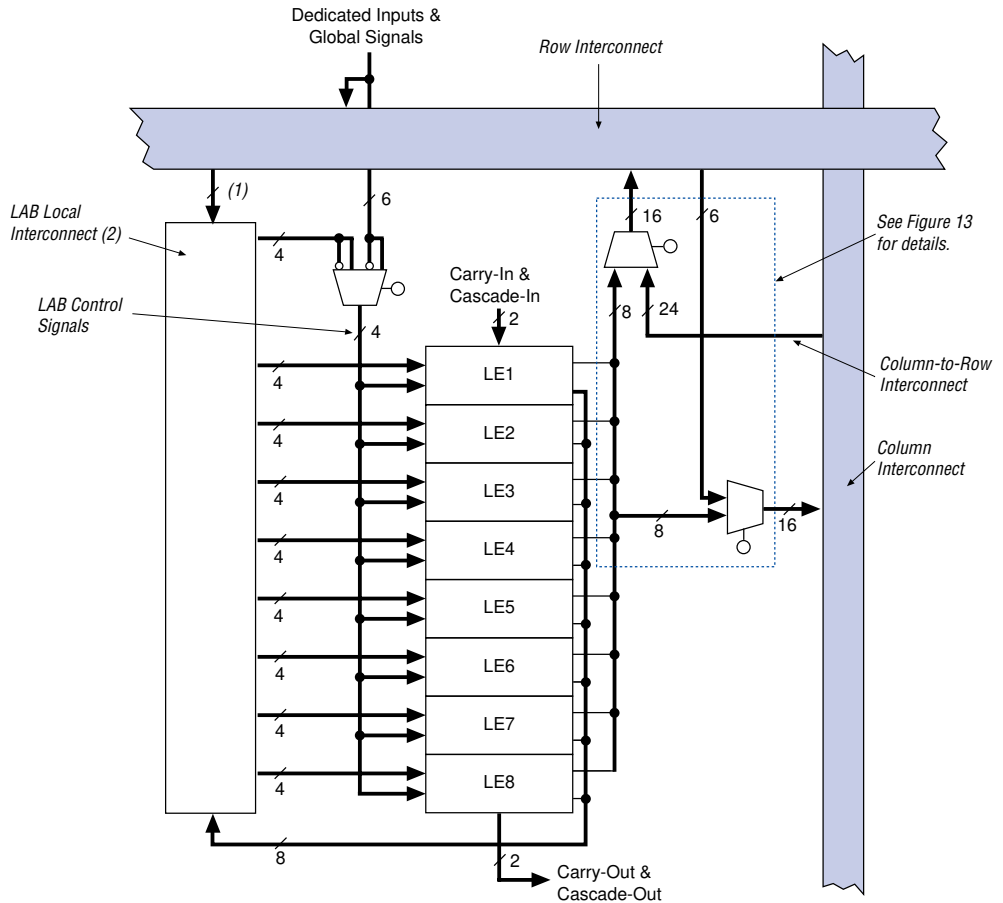 Dedicated Inputs &
Global Signals
Row Interconnect
(1)
6
16
6
LAB Local
Interconnect (2)
See Figure 13
for details.
4
Carry-In &
Cascade-In
LAB Control
Signals
4
2
8
24
Column-to-Row
Interconnect
4
LE1
4
LE2
Column
Interconnect
4
LE3
8
16
4
LE4
4
LE5
4
LE6
4
LE7
4
LE8
8
2
Carry-Out &
Cascade-Out